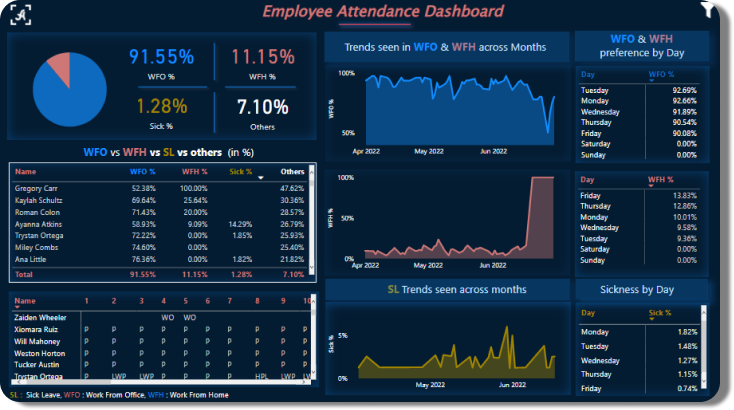 Employee Attendance Dashboard
91.55%
WFO %
11.15%
WFH %
1.28%
Sick %
7.10%
Others
WFO vs WFH vs SL vs others (in %)
Name WFO % WFH % Sick % Others
Gregory Carr 52.38% 100.00% 47.62%
Kaylah Schultz 69.64% 25.64% 30.36%
Roman Colon 71.43% 20.00% 28.57%
Ayanna Atkins 58.93% 9.09% 14.29% 26.79%
Trystan Ortega 72.22% 0.00% 1.85% 25.93%
Miley Combs 74.60% 0.00% 25.40%
Ana Little 76.36% 0.00% 1.82% 21.82%
Total 91.55% 11.15% 1.28% 7.10%
Name 1 2 3 4 5 6 7 8 9 10
Zaiden Wheeler WO WO
Xiomara Ruiz P P P P P P P P P P
Will Mahoney P P P P P P P P P P
Weston Horton P P P P P P P P P P
Tucker Austin P P P P P P P P P P
Trystan Ortega P LWP LWP P P P P HPL LWP
SL : Sick Leave, WFO : Work From Office, WFH : Work From Home
Trends seen in WFO & WFH across Months
100%
WFO %
50%
Apr 2022 May 2022 Jun 2022
100%
WFH %
50%
0%
Apr 2022 May 2022 Jun 2022
SL Trends seen across months
5%
Sick %
0%
May 2022 Jun 2022
WFO & WFH
preference by Day
Day WFO %
Tuesday 92.69%
Monday 92.66%
Wednesday 91.89%
Thursday 90.54%
Friday 90.08%
Saturday 0.00%
Sunday 0.00%
Day WFH %
Friday 13.83%
Thursday 12.86%
Monday 10.01%
Wednesday 9.58%
Tuesday 9.36%
Saturday 0.00%
Sunday 0.00%
Sickness by Day
Day Sick %
Monday 1.82%
Tuesday 1.48%
Wednesday 1.27%
Thursday 1.15%
Friday 0.74%